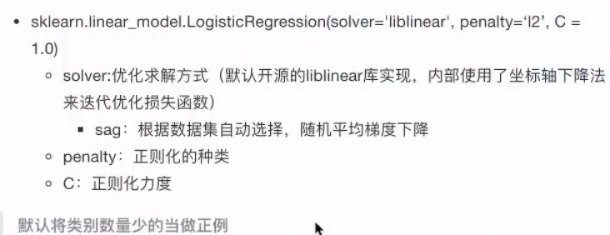 • sklearn.linear_model.LogisticRegression(solver='liblinear', penalty=‘l2’, C =
1.0)
◦ solver:优化求解方式（默认开源的liblinear库实现，内部使用了坐标轴下降法
来迭代优化损失函数）
▪ sag：根据数据集自动选择，随机平均梯度下降
◦ penalty：正则化的种类
◦ C：正则化力度
默认将类别数量少的当做正例